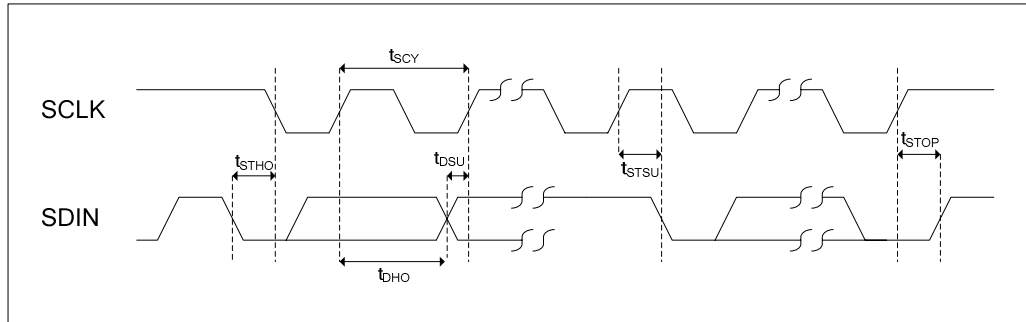 tSCY
SCLK
tSTHO
tDSU
tSTSU
tSTOP
SDIN
tDHO